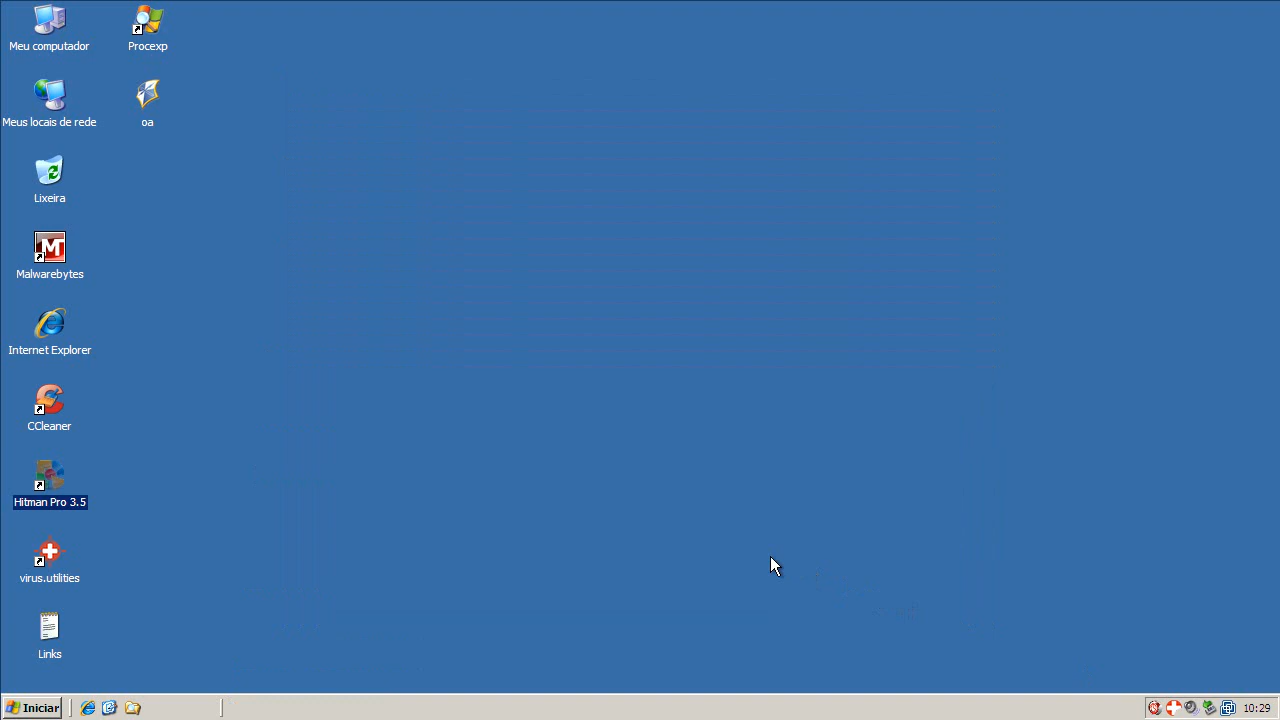 Meu computador
Procexp
Meus locais de rede
oa
Lixeira
Malwarebytes
Internet Explorer
CCleaner
Hitman Pro 3.5
virus.utilities
Links
Iniciar
10:29